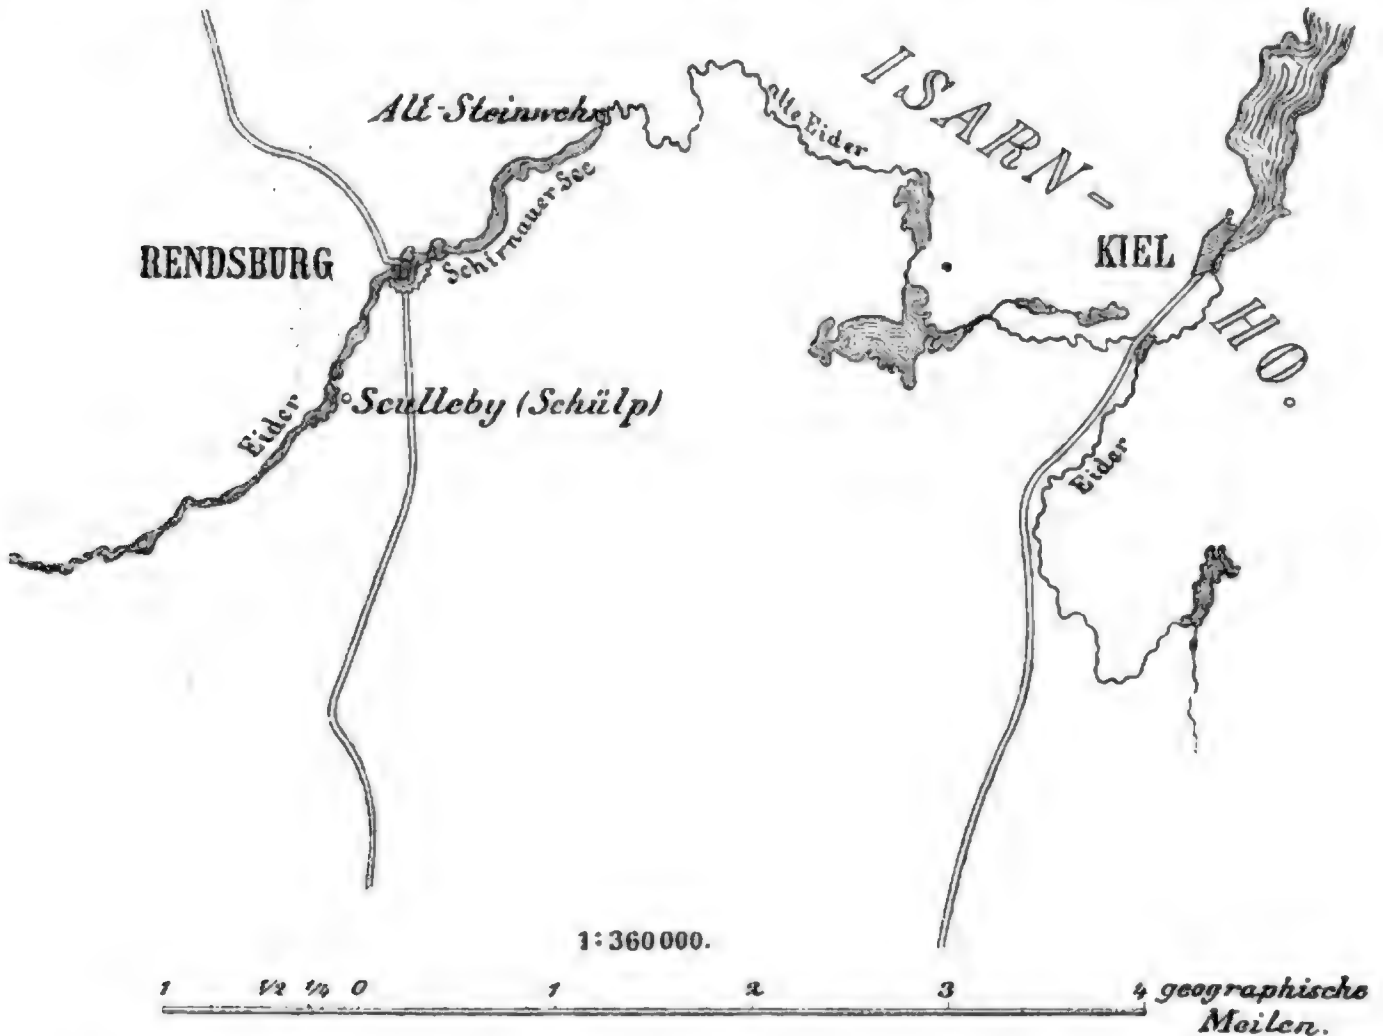 ISARN-
HO.
Alt-Steinwehr
alte Eider
Schirnauer See
RENDSBURG
KIEL
Sculleby (Schülp)
Eider
Eider
1:360000.
1 1/2 1/4 0 1 2 3 4 geographische
Meilen.